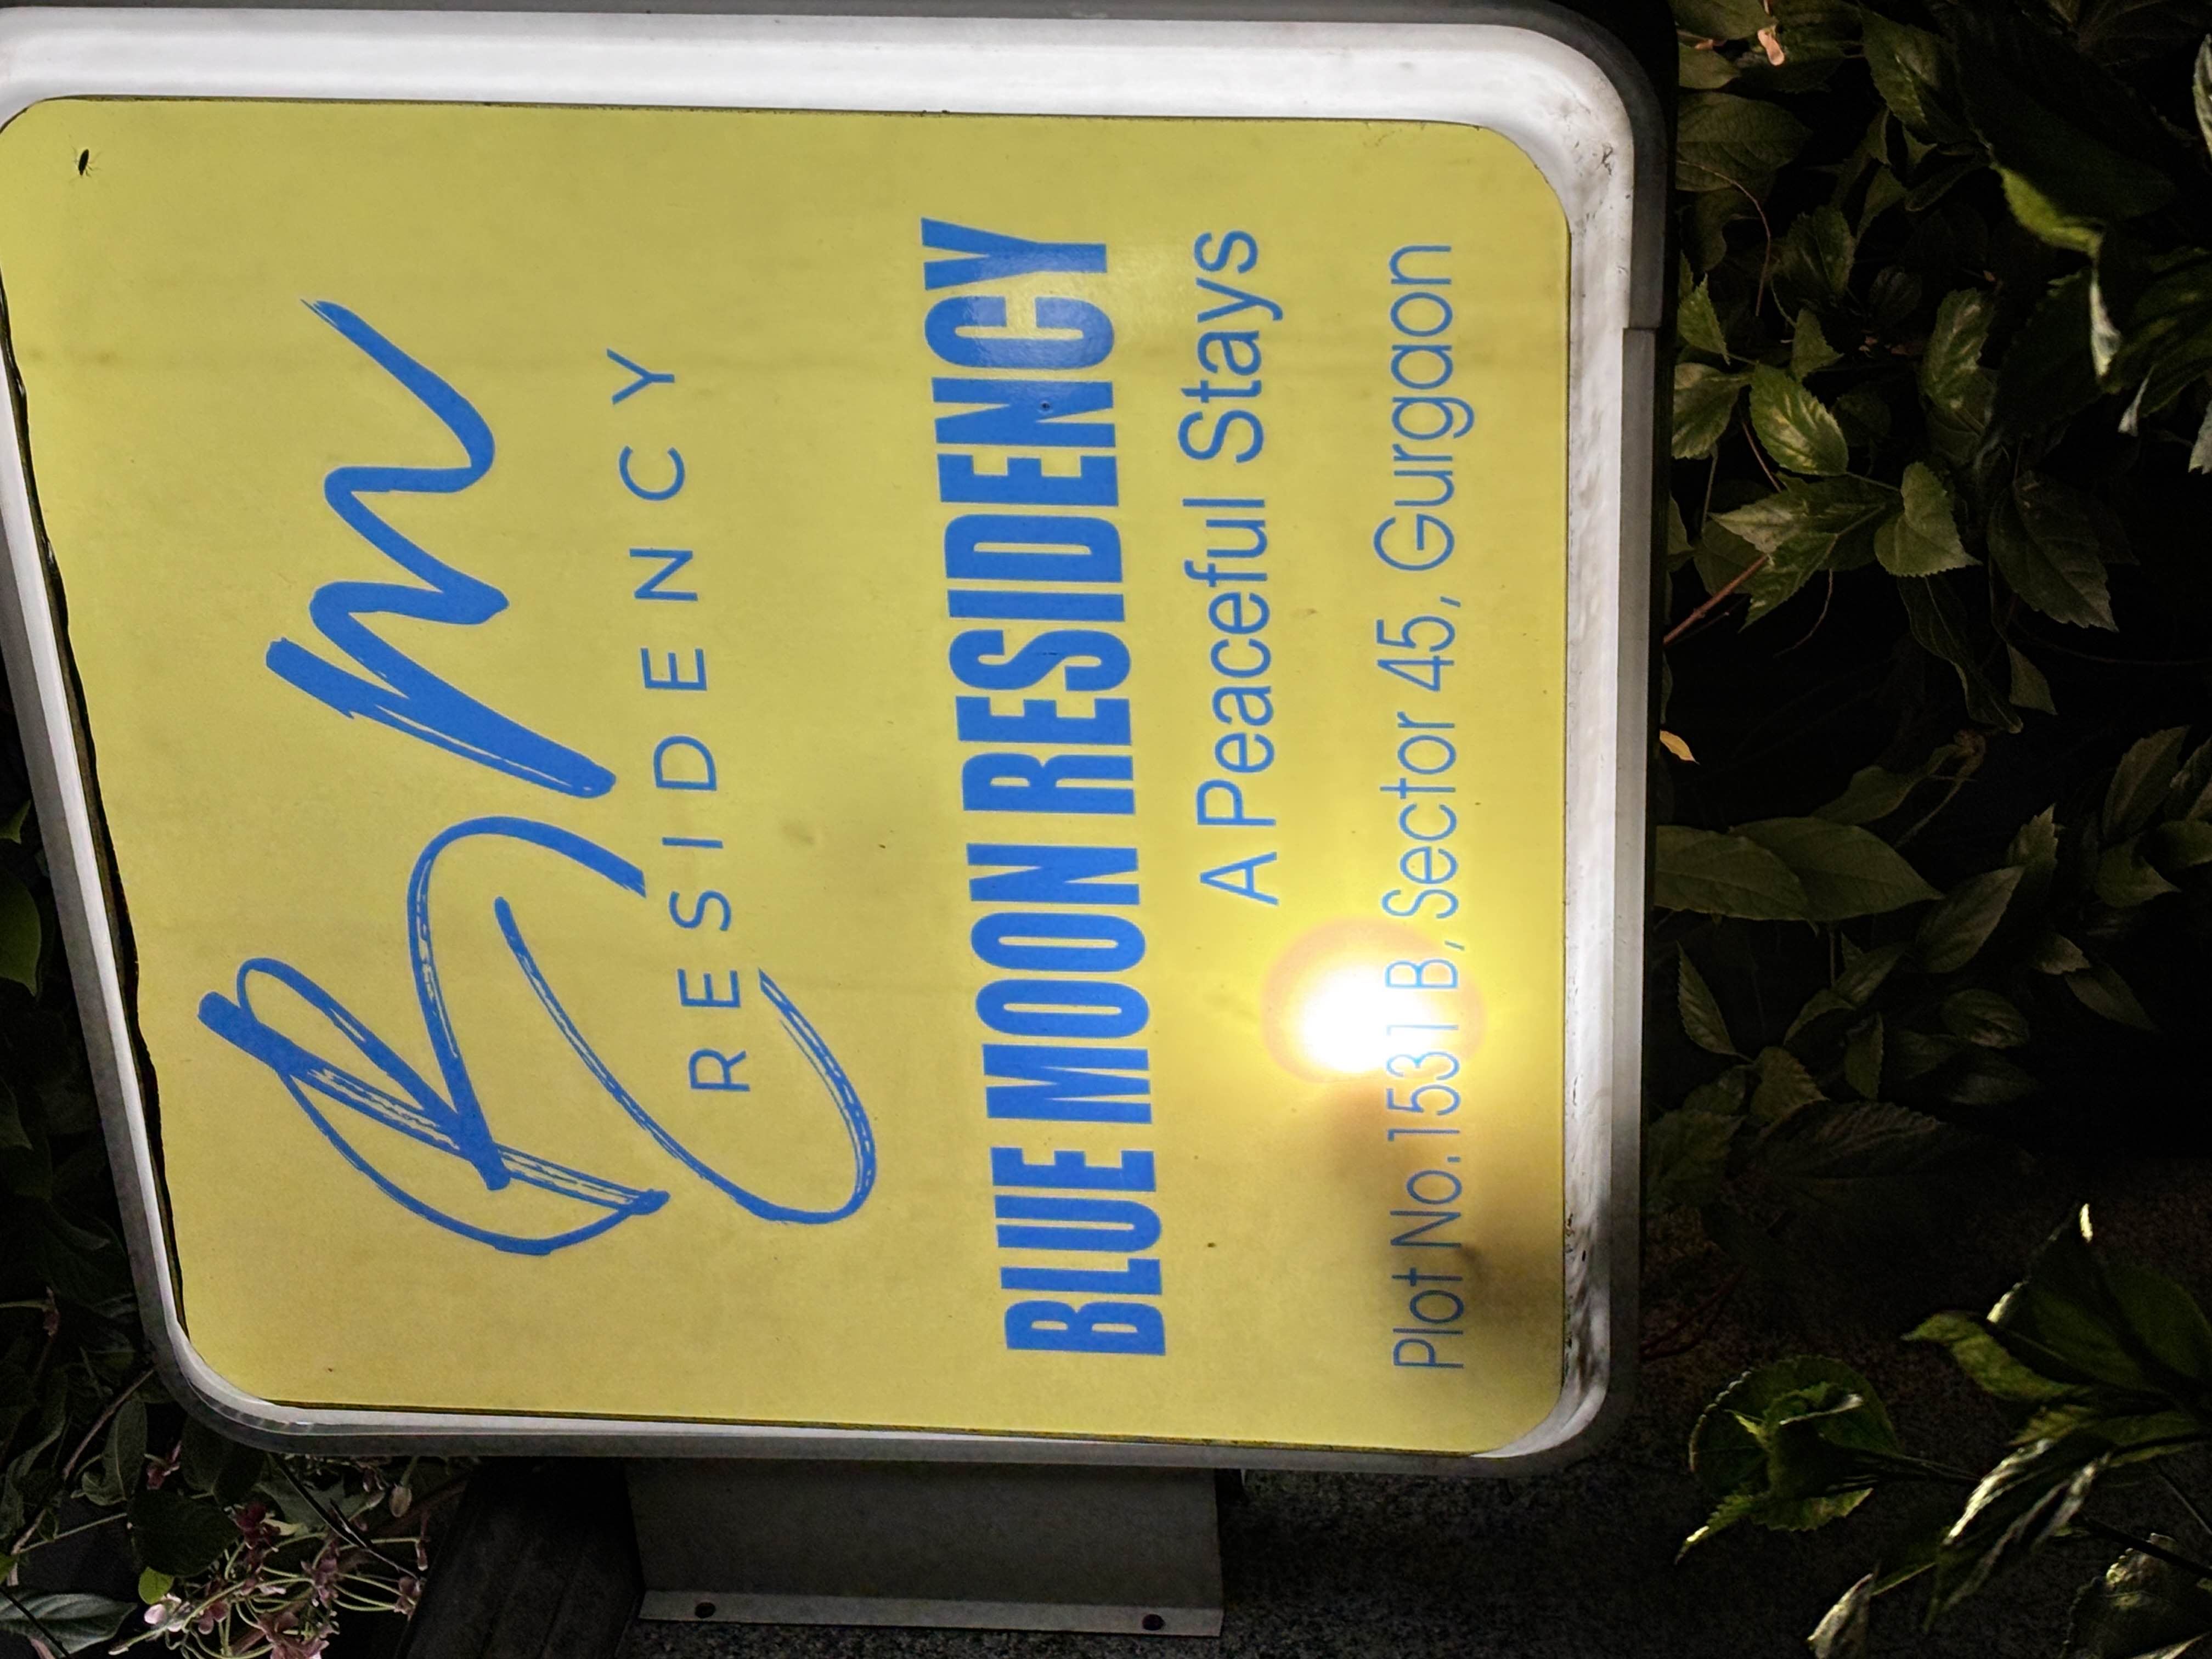 Bm
RESIDENCY
BLUE MOON RESIDENCY
A Peaceful Stays
Plot No.1531 B, Sector 45, Gurgaon